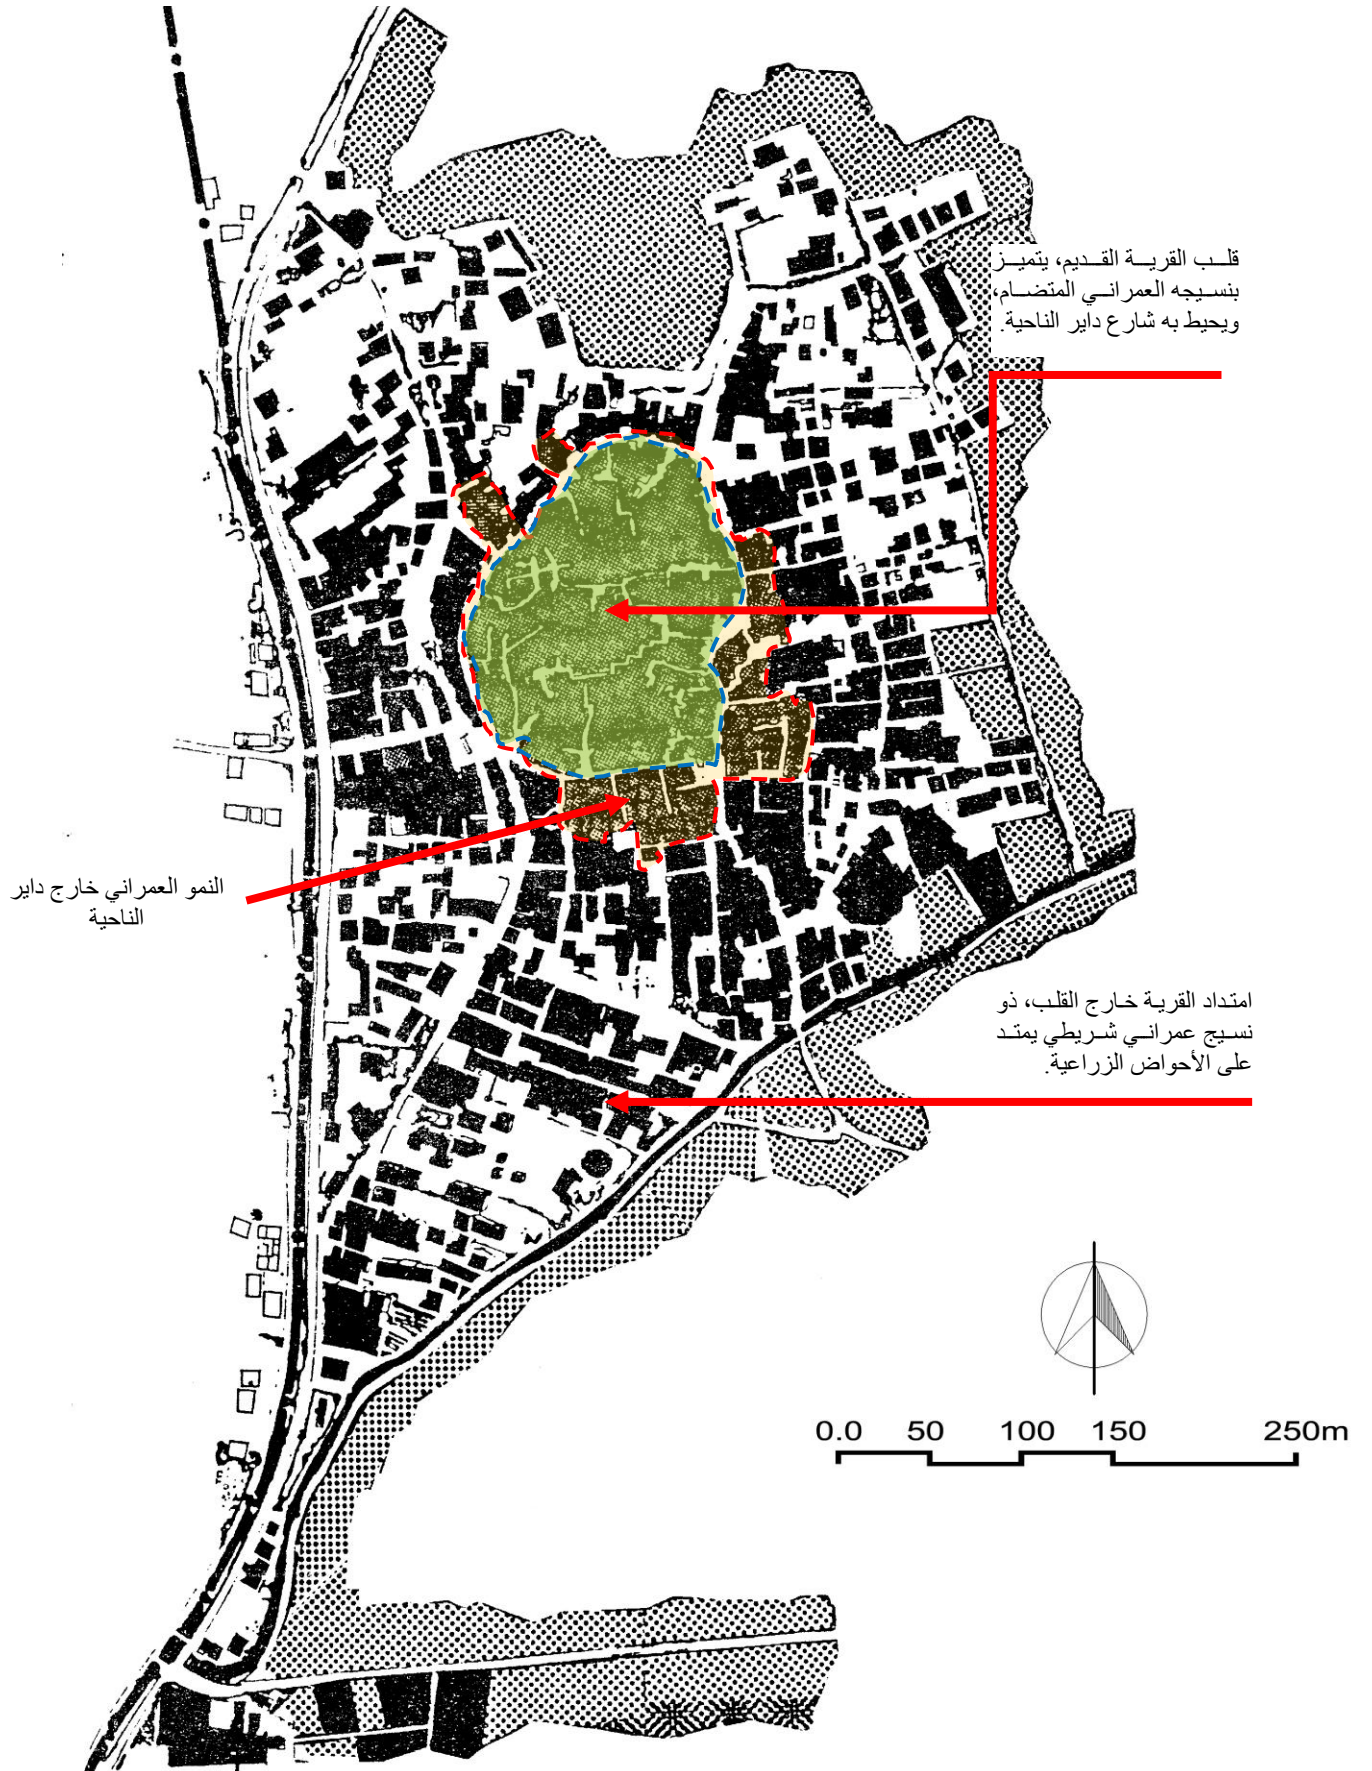 قلب القرية القديم، يتميز
بنسيجه العمراني المتضام،
ويحيط به شارع داير الناحية.
النمو العمراني خارج داير
الناحية
امتداد القرية خارج القلب، ذو
نسيج عمراني شريطي يمتد
على الأحواض الزراعية.
0.0 50 100 150 250m